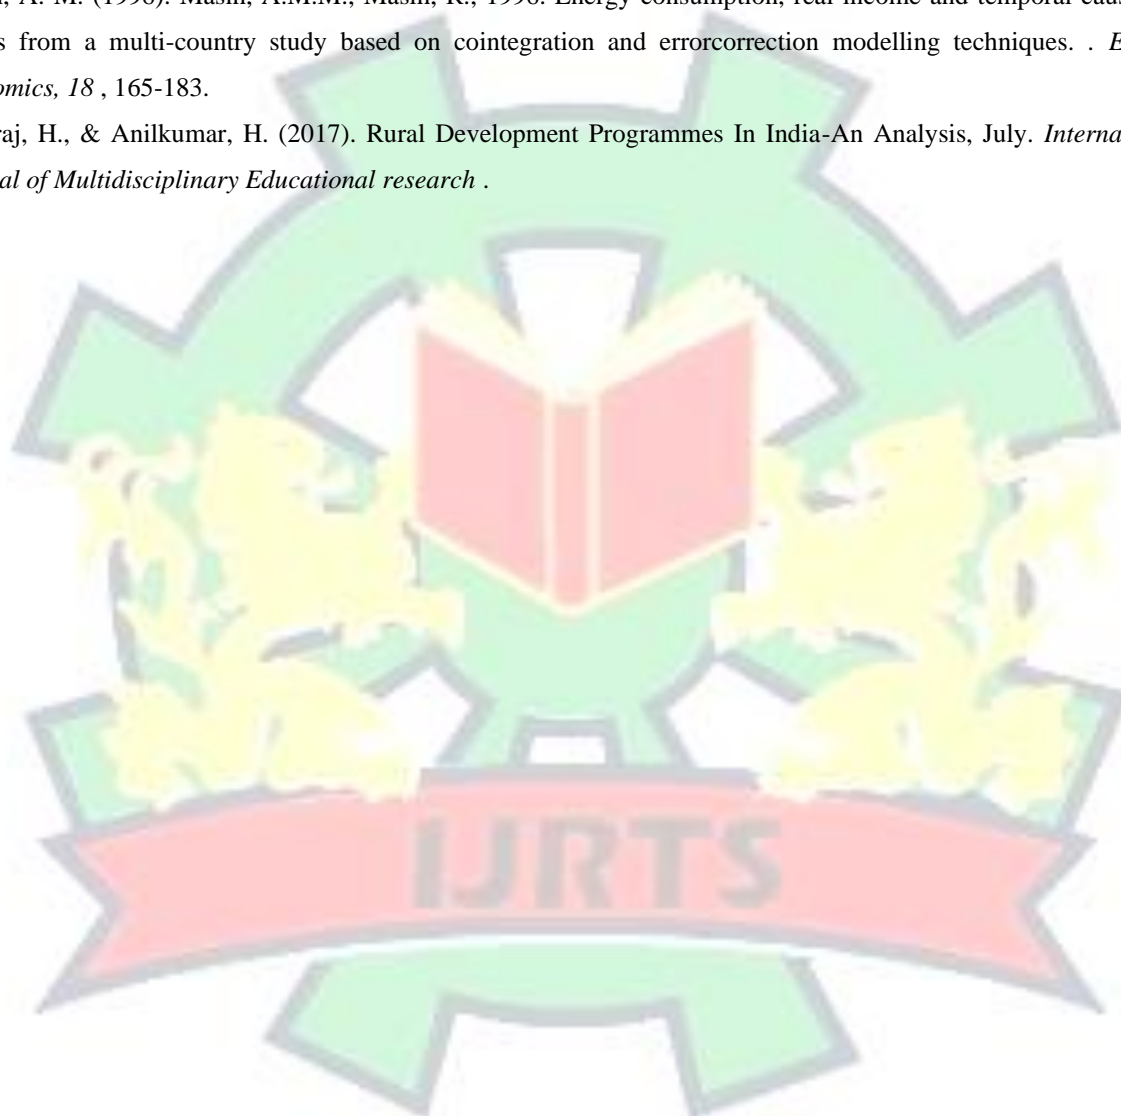 , A. M. (1996). Masih, A.M.M., Masih, R., 1996. Energy consumption, real income and temporal caus
s from a multi-country study based on cointegration and errorcorrection modelling techniques. . E
omics, 18 , 165-183.
raj, H., & Anilkumar, H. (2017). Rural Development Programmes In India-An Analysis, July. Interna
al of Multidisciplinary Educational research .
IJRTS